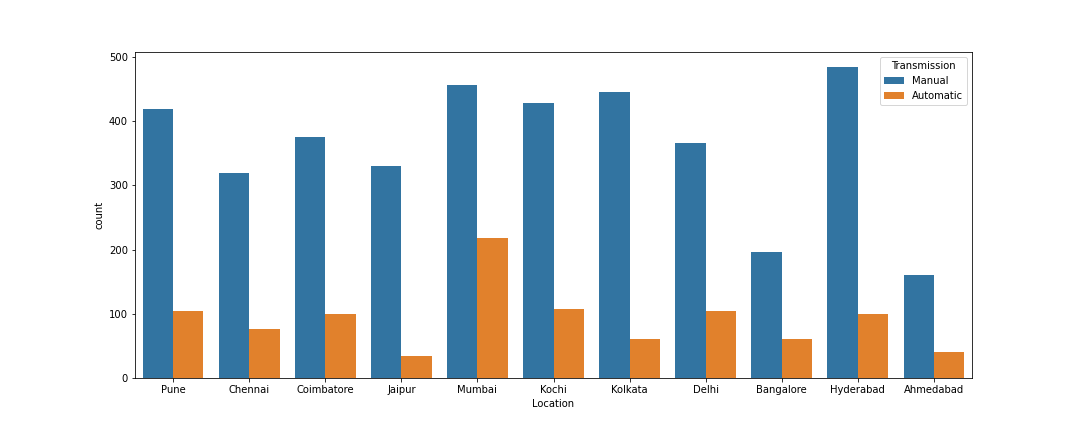 500
400
300
200
100
0
count
Transmission
Manual
Automatic
Pune Chennai Coimbatore Jaipur Mumbai Kochi Kolkata Delhi Bangalore Hyderabad Ahmedabad
Location